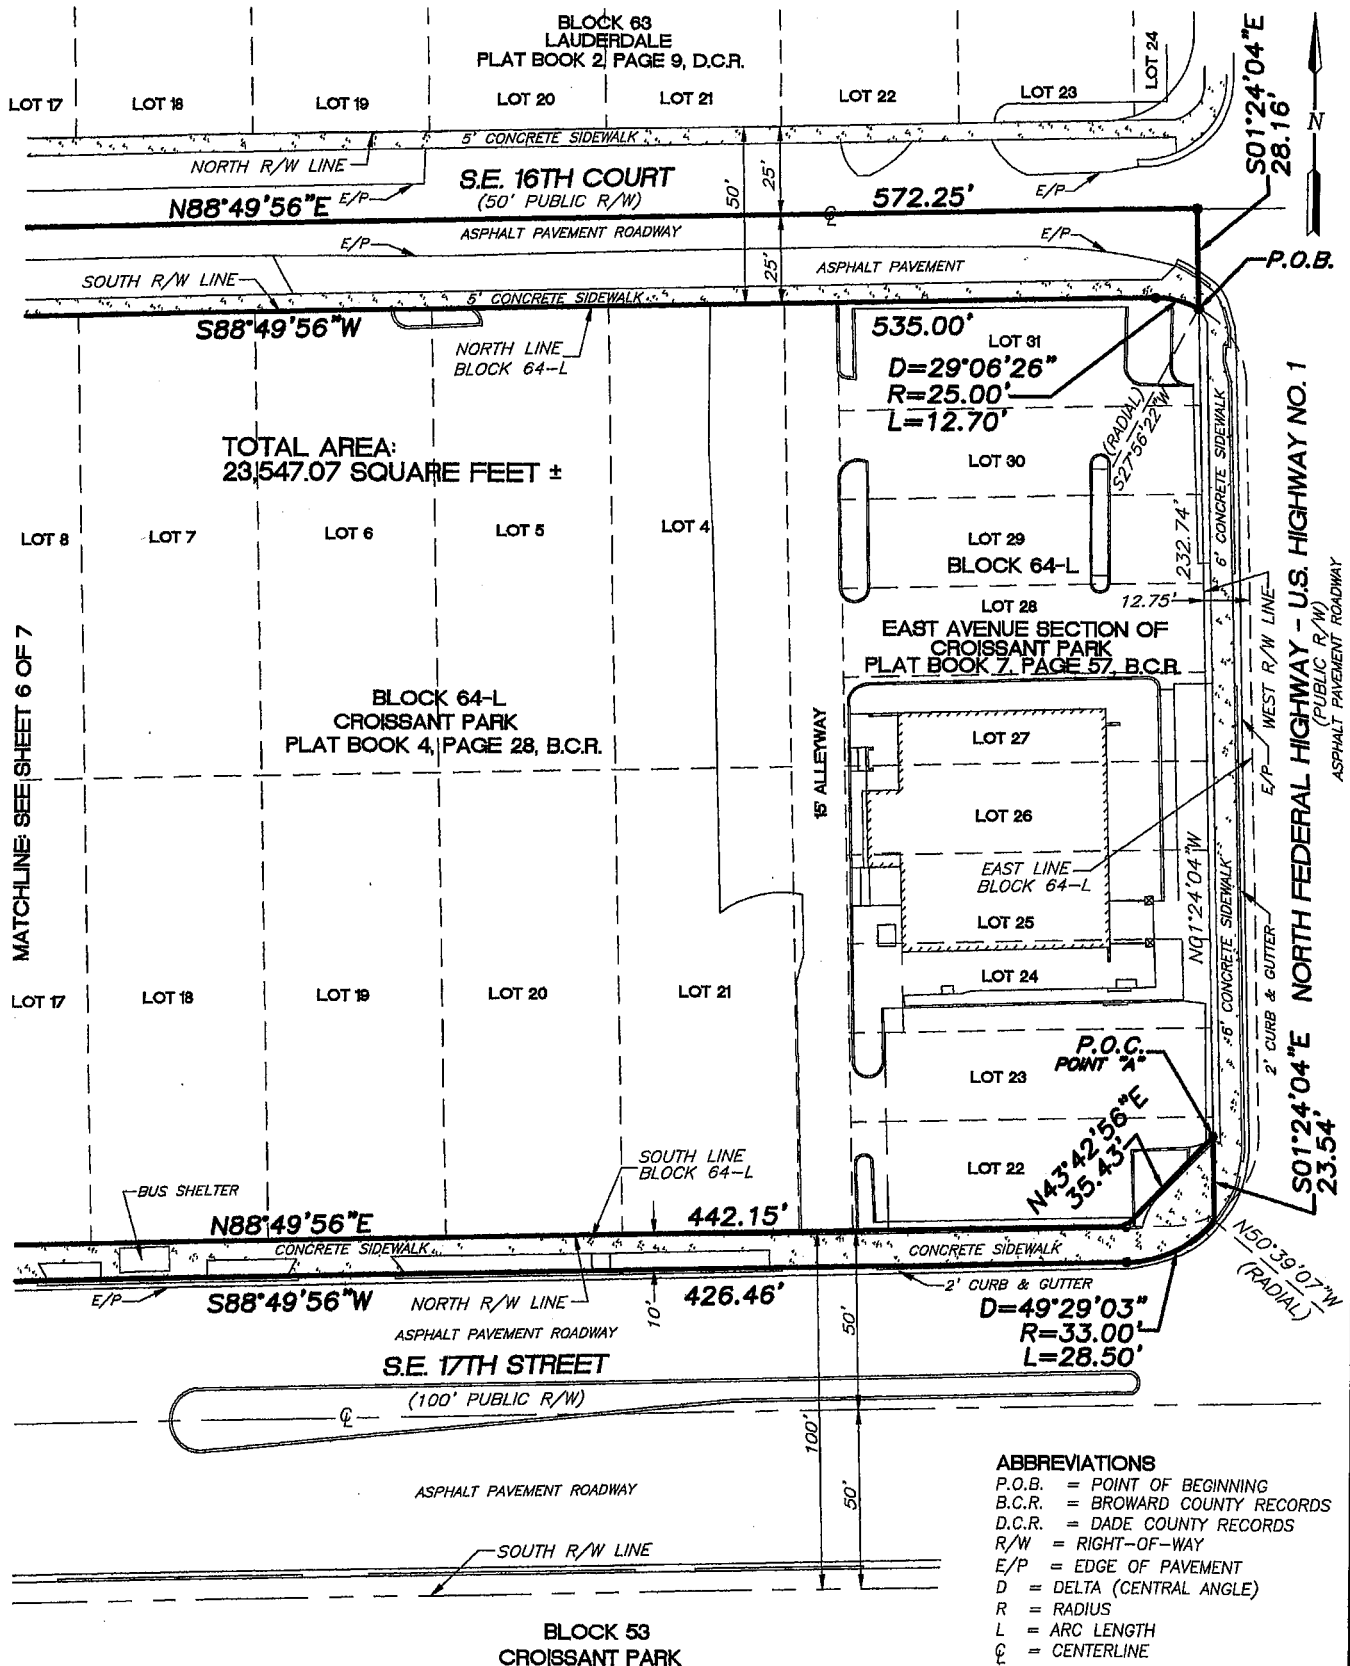 BLOCK 63
LAUDERDALE
PLAT BOOK 2, PAGE 9, D.C.R.
LOT 17
LOT 18
LOT 19
LOT 20
LOT 21
LOT 22
LOT 23
LOT 24
S01°24'04"E
28.16'
N
5' CONCRETE SIDEWALK
NORTH R/W LINE
S.E. 16TH COURT
(50' PUBLIC R/W)
50'
25'
E/P
N88°49'56"E
E/P
572.25'
℄
ASPHALT PAVEMENT ROADWAY
E/P
E/P
25'
ASPHALT PAVEMENT
P.O.B.
SOUTH R/W LINE
5' CONCRETE SIDEWALK
S88°49'56"W
535.00'
NORTH LINE
BLOCK 64-L
LOT 31
D=29°06'26"
R=25.00'
L=12.70'
(RADIAL)
S27°56'22"W
TOTAL AREA:
23,547.07 SQUARE FEET ±
LOT 30
LOT 8
LOT 7
LOT 6
LOT 5
LOT 4
LOT 29
BLOCK 64-L
232.74'
6' CONCRETE SIDEWALK
LOT 28
12.75'
EAST AVENUE SECTION OF
CROISSANT PARK
PLAT BOOK 7, PAGE 57, B.C.R.
WEST R/W LINE
E/P
NORTH FEDERAL HIGHWAY - U.S. HIGHWAY NO. 1
(PUBLIC R/W)
ASPHALT PAVEMENT ROADWAY
MATCHLINE: SEE SHEET 6 OF 7
BLOCK 64-L
CROISSANT PARK
PLAT BOOK 4, PAGE 28, B.C.R.
15' ALLEYWAY
LOT 27
LOT 26
EAST LINE
BLOCK 64-L
N01°24'04"W
LOT 25
LOT 24
6' CONCRETE SIDEWALK
2' CURB & GUTTER
LOT 17
LOT 18
LOT 19
LOT 20
LOT 21
P.O.C.
POINT "A"
LOT 23
N43°42'56"E
35.43'
S01°24'04"E
23.54'
LOT 22
SOUTH LINE
BLOCK 64-L
BUS SHELTER
N88°49'56"E
442.15'
CONCRETE SIDEWALK
CONCRETE SIDEWALK
N50°39'07"W
(RADIAL)
E/P
S88°49'56"W
NORTH R/W LINE
10'
426.46'
2' CURB & GUTTER
D=49°29'03"
R=33.00'
L=28.50'
50'
ASPHALT PAVEMENT ROADWAY
S.E. 17TH STREET
(100' PUBLIC R/W)
℄
100'
50'
ASPHALT PAVEMENT ROADWAY
SOUTH R/W LINE
BLOCK 53
CROISSANT PARK
ABBREVIATIONS
P.O.B. = POINT OF BEGINNING
B.C.R. = BROWARD COUNTY RECORDS
D.C.R. = DADE COUNTY RECORDS
R/W = RIGHT-OF-WAY
E/P = EDGE OF PAVEMENT
D = DELTA (CENTRAL ANGLE)
R = RADIUS
L = ARC LENGTH
℄ = CENTERLINE